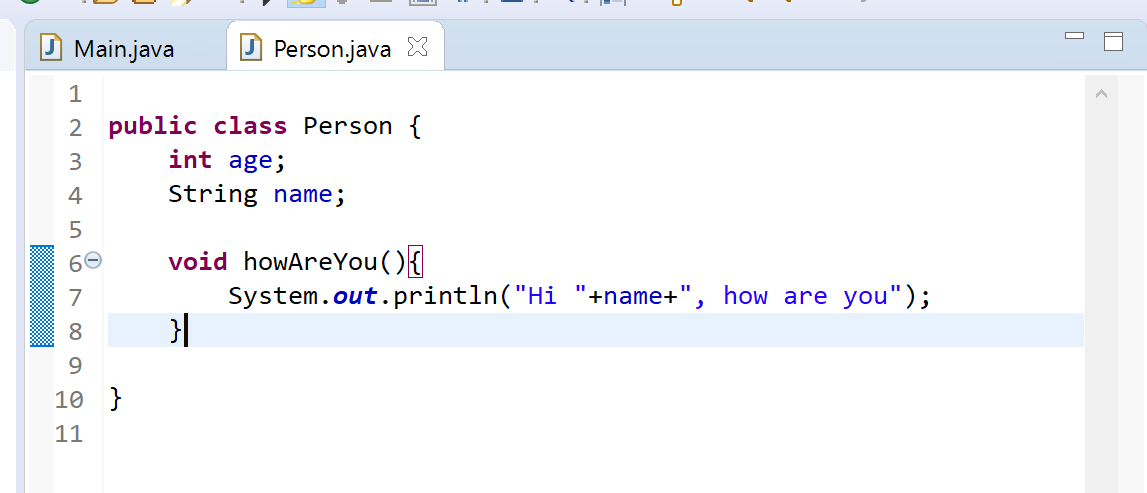 Main.java Person.java
1
2 public class Person {
3 int age;
4 String name;
5
6 void howAreYou(){
7 System.out.println("Hi "+name+", how are you");
8 }
9
10 }
11